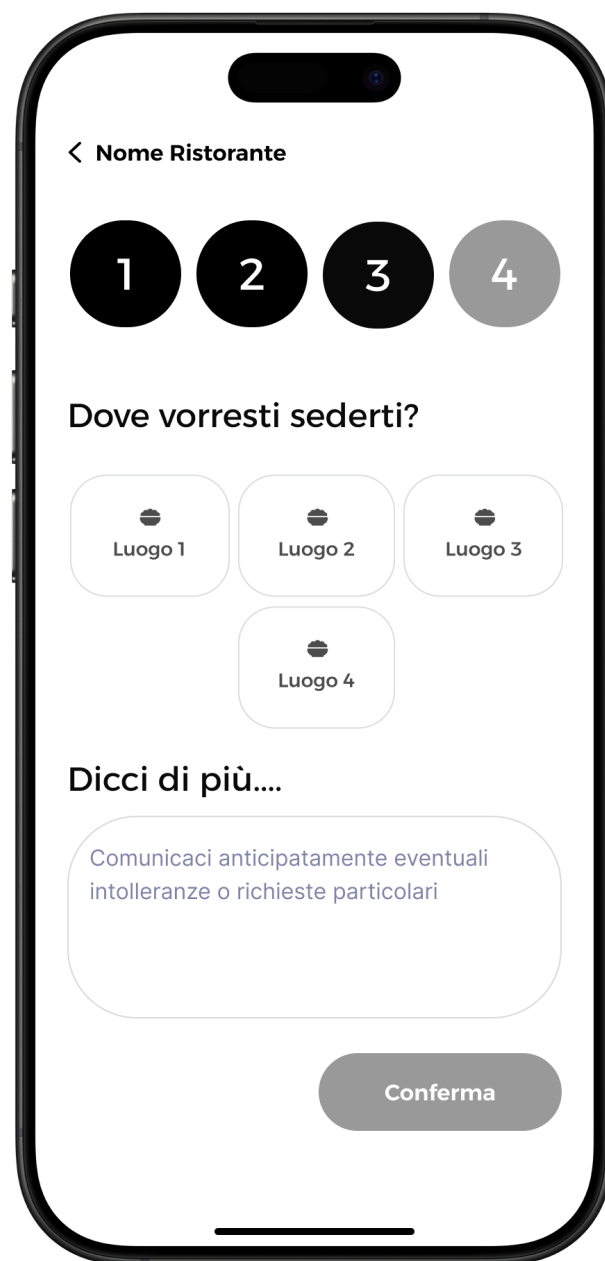 Nome Ristorante
1 2 3 4
Dove vorresti sederti?
Luogo 1 Luogo 2 Luogo 3
Luogo 4
Dicci di più....
Comunicaci anticipatamente eventuali
intolleranze o richieste particolari
Conferma